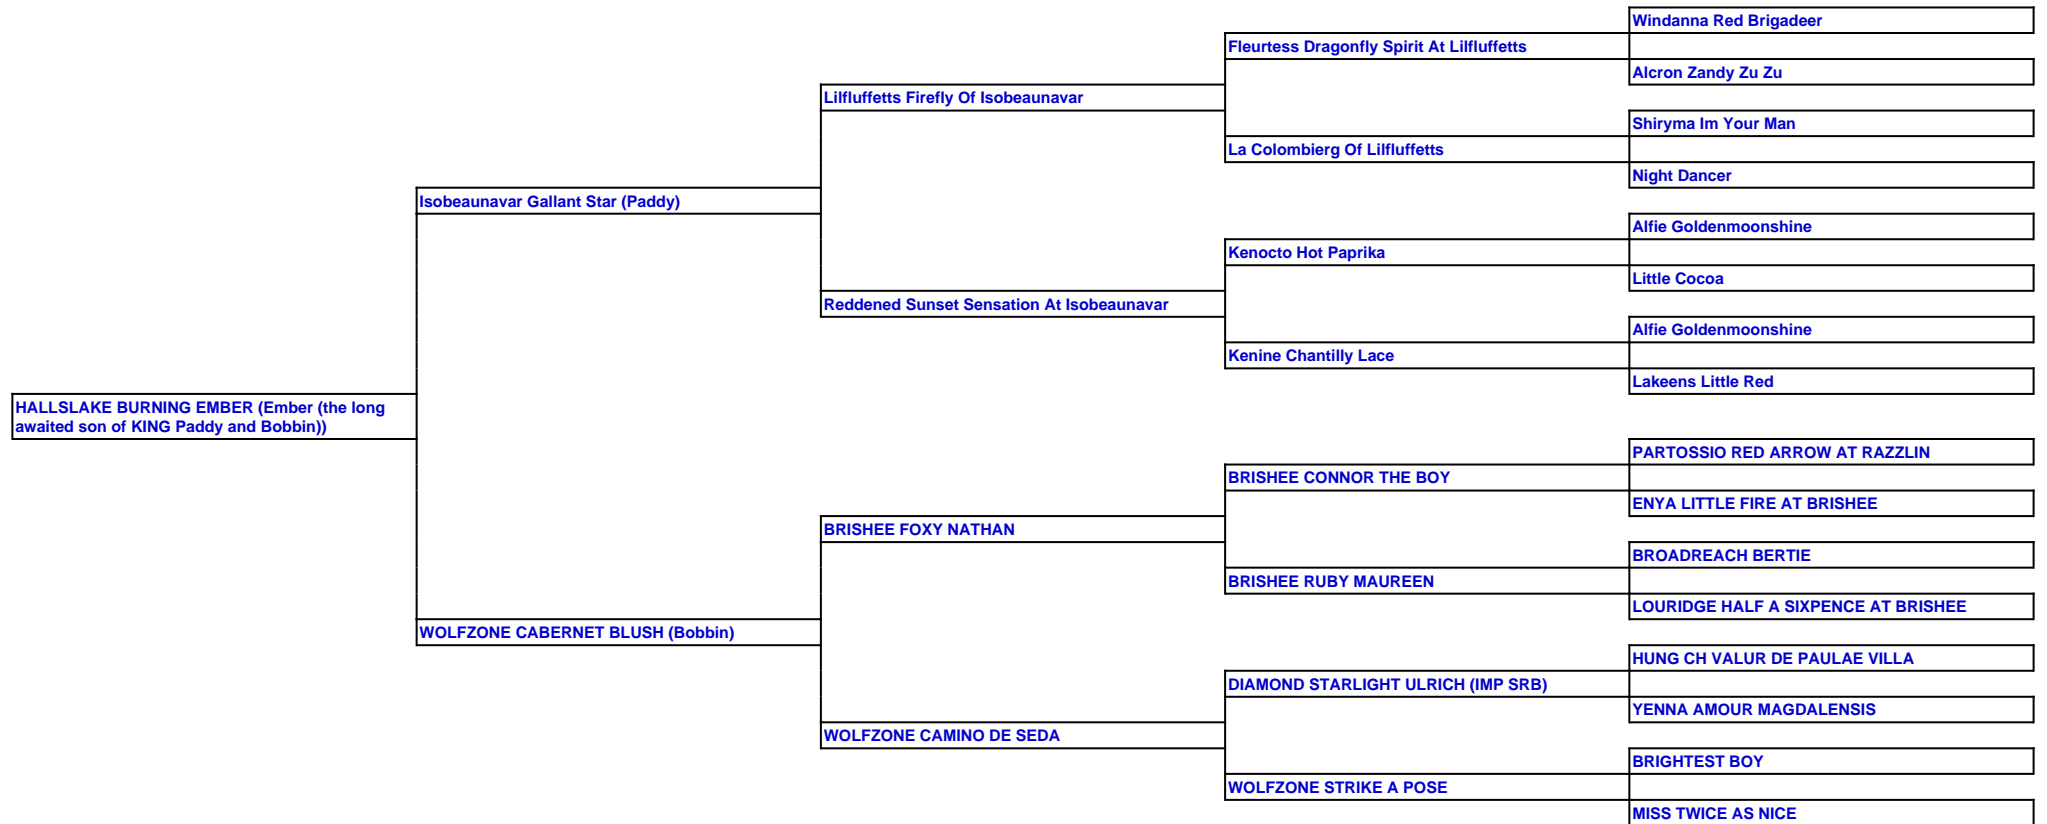 Windanna Red Brigadeer
Fleurtess Dragonfly Spirit At Lilfluffetts
Alcron Zandy Zu Zu
Lilfluffetts Firefly Of Isobeaunavar
Shiryma Im Your Man
La Colombierg Of Lilfluffetts
Night Dancer
Isobeaunavar Gallant Star (Paddy)
Alfie Goldenmoonshine
Kenocto Hot Paprika
Little Cocoa
Reddened Sunset Sensation At Isobeaunavar
Alfie Goldenmoonshine
Kenine Chantilly Lace
Lakeens Little Red
HALLSLAKE BURNING EMBER (Ember (the long
awaited son of KING Paddy and Bobbin))
PARTOSSIO RED ARROW AT RAZZLIN
BRISHEE CONNOR THE BOY
ENYA LITTLE FIRE AT BRISHEE
BRISHEE FOXY NATHAN
BROADREACH BERTIE
BRISHEE RUBY MAUREEN
LOURIDGE HALF A SIXPENCE AT BRISHEE
WOLFZONE CABERNET BLUSH (Bobbin)
HUNG CH VALUR DE PAULAE VILLA
DIAMOND STARLIGHT ULRICH (IMP SRB)
YENNA AMOUR MAGDALENSIS
WOLFZONE CAMINO DE SEDA
BRIGHTEST BOY
WOLFZONE STRIKE A POSE
MISS TWICE AS NICE